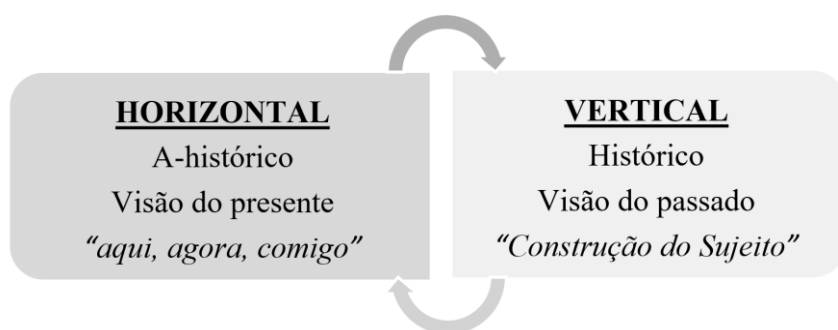 HORIZONTAL
A-histórico
Visão do presente
“aqui, agora, comigo”
VERTICAL
Histórico
Visão do passado
“Construção do Sujeito”